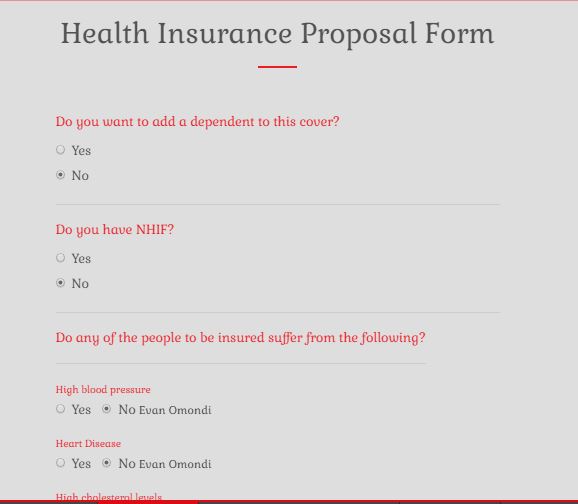 Health Insurance Proposal Form
Do you want to add a dependent to this cover?
Yes
No
Do you have NHIF?
Yes
No
Do any of the people to be insured suffer from the following?
High blood pressure
Yes No Evan Omondi
Heart Disease
Yes No Evan Omondi
High cholesterol levels